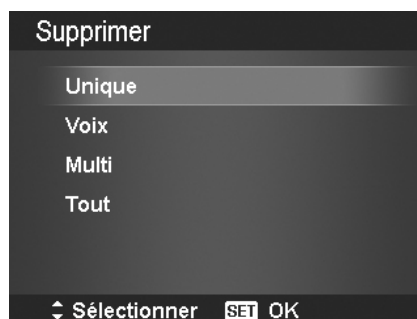 Supprimer
Unique
Voix
Multi
Tout
Sélectionner SET OK